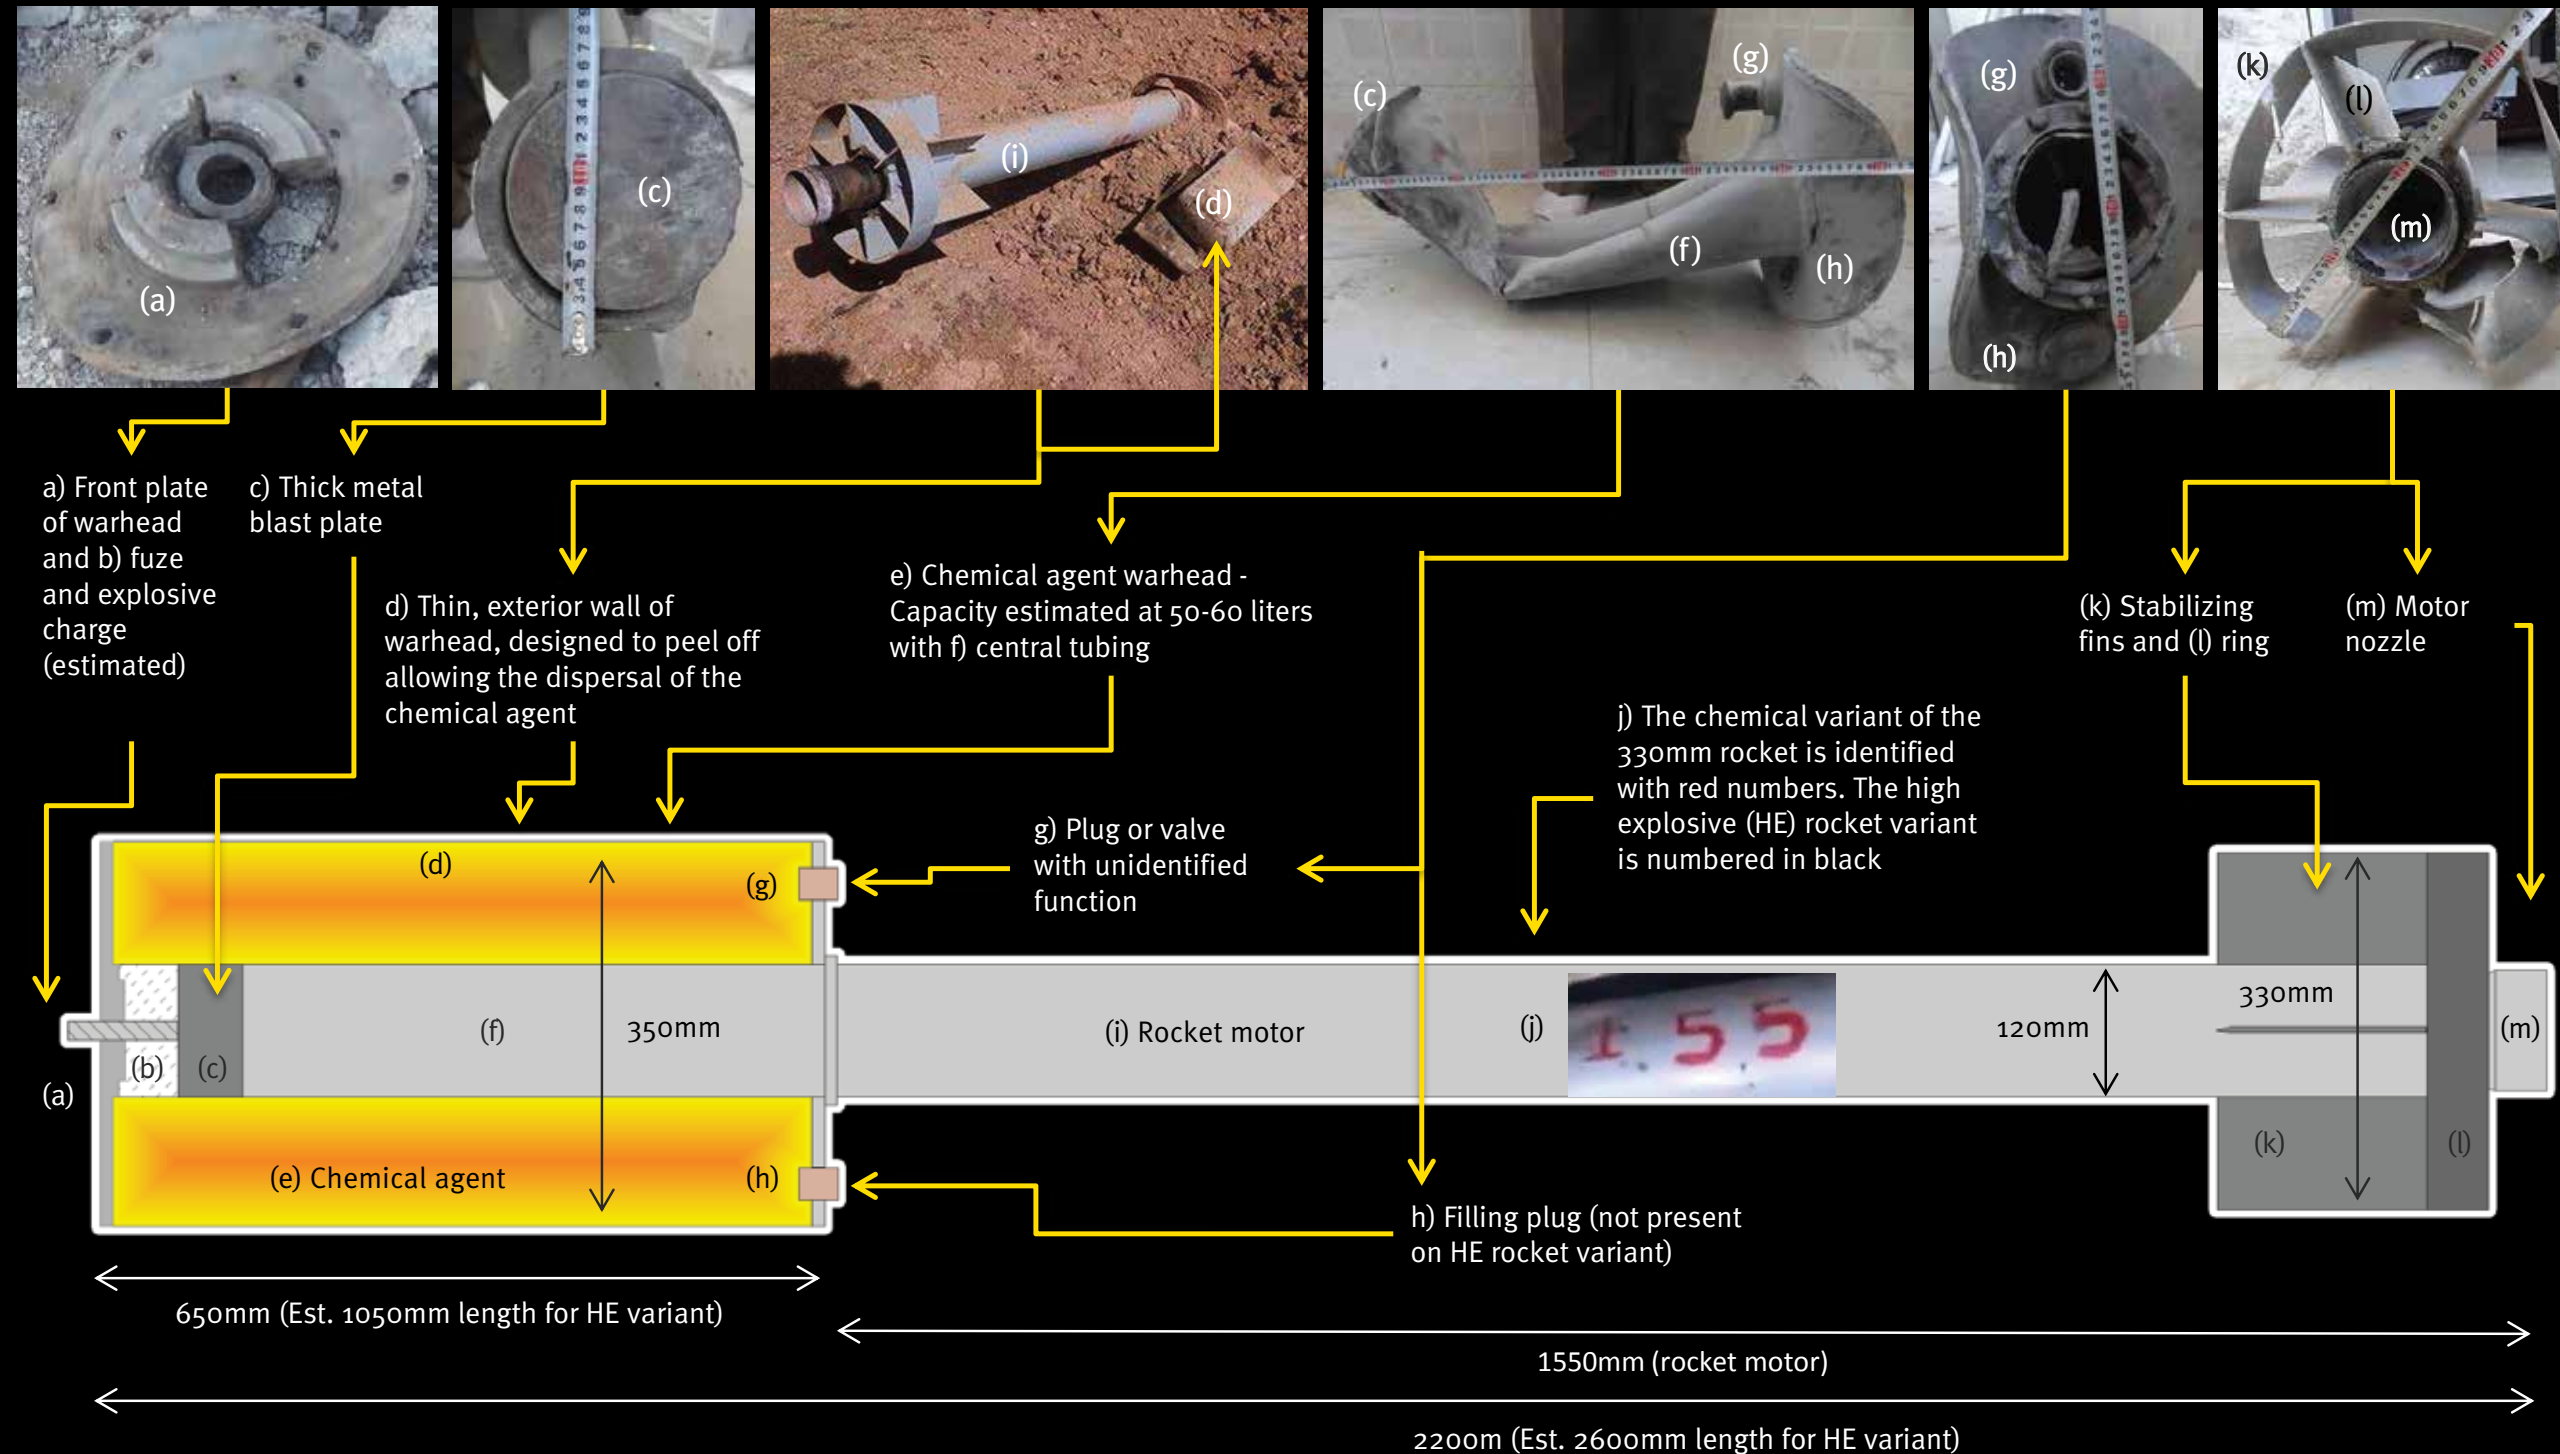 (a)
(c)
(i)
(d)
(c)
(g)
(f)
(h)
(g)
(h)
(k)
(l)
(m)
a) Front plate
of warhead
and b) fuze
and explosive
charge
(estimated)
c) Thick metal
blast plate
d) Thin, exterior wall of
warhead, designed to peel off
allowing the dispersal of the
chemical agent
e) Chemical agent warhead -
Capacity estimated at 50-60 liters
with f) central tubing
(k) Stabilizing
fins and (l) ring
(m) Motor
nozzle
j) The chemical variant of the
330mm rocket is identified
with red numbers. The high
explosive (HE) rocket variant
is numbered in black
g) Plug or valve
with unidentified
function
(d)
(g)
(a)
(b)
(c)
(f)
350mm
(i) Rocket motor
(j)
155
120mm
330mm
(m)
(k)
(l)
(e) Chemical agent
(h)
h) Filling plug (not present
on HE rocket variant)
650mm (Est. 1050mm length for HE variant)
1550mm (rocket motor)
2200m (Est. 2600mm length for HE variant)